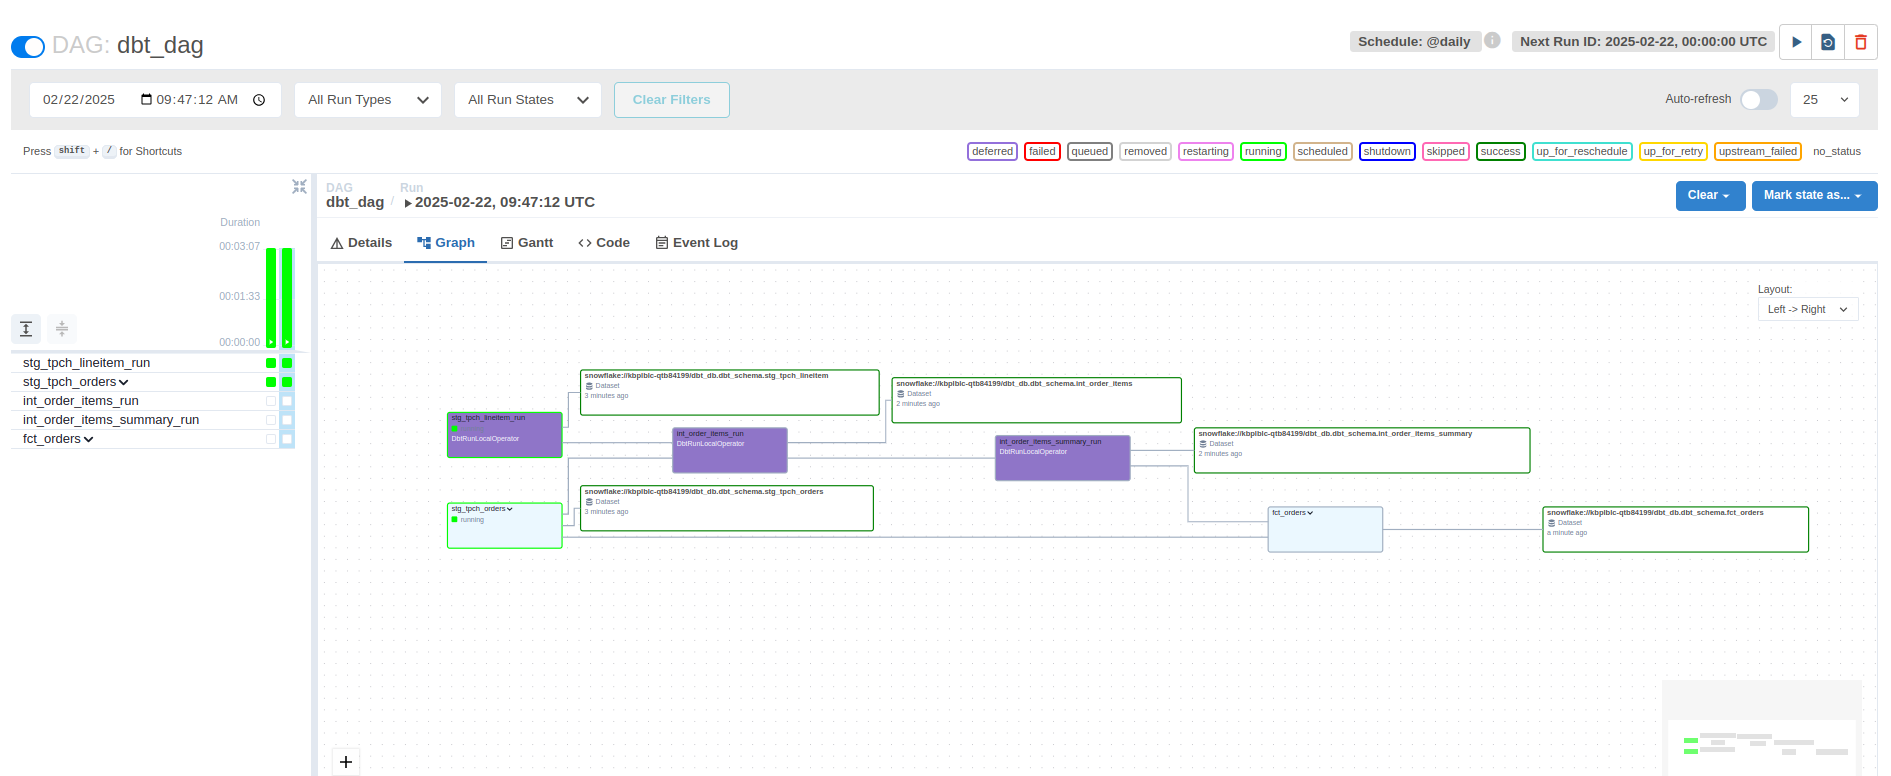 DAG: dbt_dag
Schedule: @daily
Next Run ID: 2025-02-22, 00:00:00 UTC
02/22/2025 09:47:12 AM
All Run Types
All Run States
Clear Filters
Auto-refresh
25
Press shift + / for Shortcuts
deferred failed queued removed restarting running scheduled shutdown skipped success up_for_reschedule up_for_retry upstream_failed no_status
DAG
dbt_dag
/
Run
2025-02-22, 09:47:12 UTC
Clear
Mark state as...
Duration
00:03:07
00:01:33
00:00:00
stg_tpch_lineitem_run
stg_tpch_orders
int_order_items_run
int_order_items_summary_run
fct_orders
Details
Graph
Gantt
Code
Event Log
Layout:
Left -> Right
stg_tpch_lineitem_run
DbtRunLocalOperator
snowflake://kbplblc-qtb84199/dbt_db.dbt_schema.stg_tpch_lineitem
Dataset
3 minutes ago
int_order_items_run
DbtRunLocalOperator
snowflake://kbplblc-qtb84199/dbt_db.dbt_schema.int_order_items
Dataset
2 minutes ago
int_order_items_summary_run
DbtRunLocalOperator
snowflake://kbplblc-qtb84199/dbt_db.dbt_schema.int_order_items_summary
Dataset
2 minutes ago
stg_tpch_orders
running
snowflake://kbplblc-qtb84199/dbt_db.dbt_schema.stg_tpch_orders
Dataset
3 minutes ago
fct_orders
snowflake://kbplblc-qtb84199/dbt_db.dbt_schema.fct_orders
Dataset
a minute ago